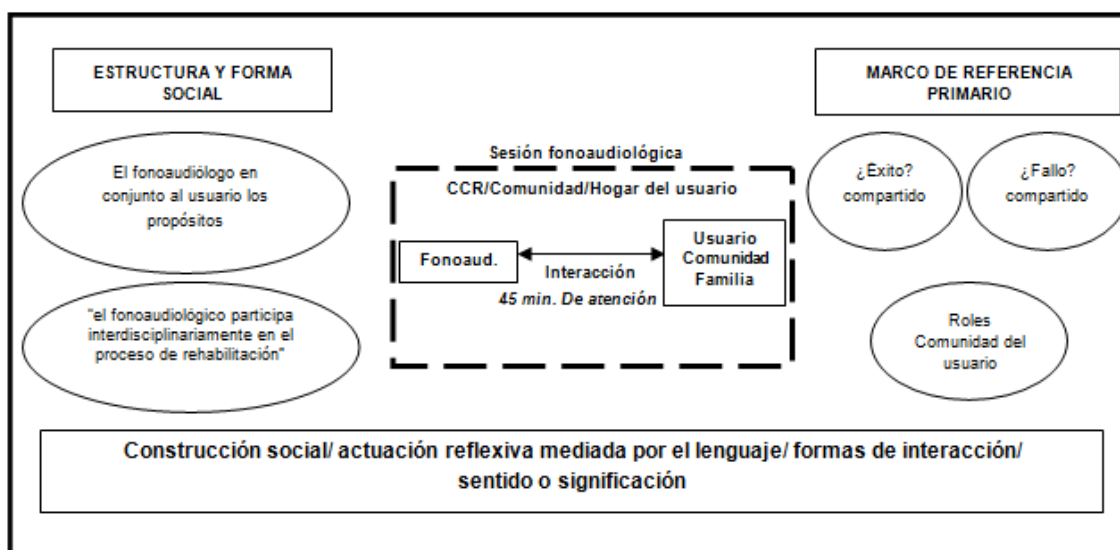 ESTRUCTURA Y FORMA
SOCIAL
El fonoaudiólogo en
conjunto al usuario los
propósitos
"el fonoaudiológico participa
interdisciplinariamente en el
proceso de rehabilitación"
Sesión fonoaudiológica
CCR/Comunidad/Hogar del usuario
Fonoaud.
Interacción
45 min. De atención
Usuario
Comunidad
Familia
MARCO DE REFERENCIA
PRIMARIO
¿Éxito?
compartido
¿Fallo?
compartido
Roles
Comunidad del
usuario
Construcción social/ actuación reflexiva mediada por el lenguaje/ formas de interacción/
sentido o significación